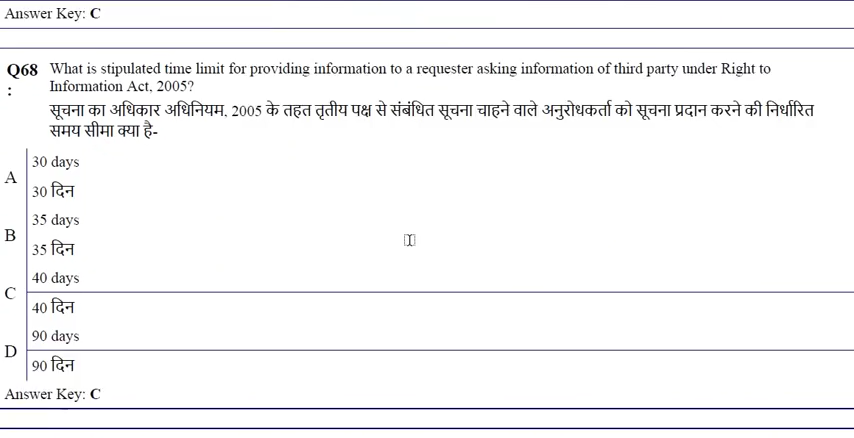 Answer Key: C
Q68 What is stipulated time limit for providing information to a requester asking information of third party under Right to
: Information Act, 2005?
सूचना का अधिकार अधिनियम, 2005 के तहत तृतीय पक्ष से संबंधित सूचना चाहने वाले अनुरोधकर्ता को सूचना प्रदान करने की निर्धारित
समय सीमा क्या है-
A
30 days
30 दिन
B
35 days
35 दिन
C
40 days
40 दिन
D
90 days
90 दिन
Answer Key: C